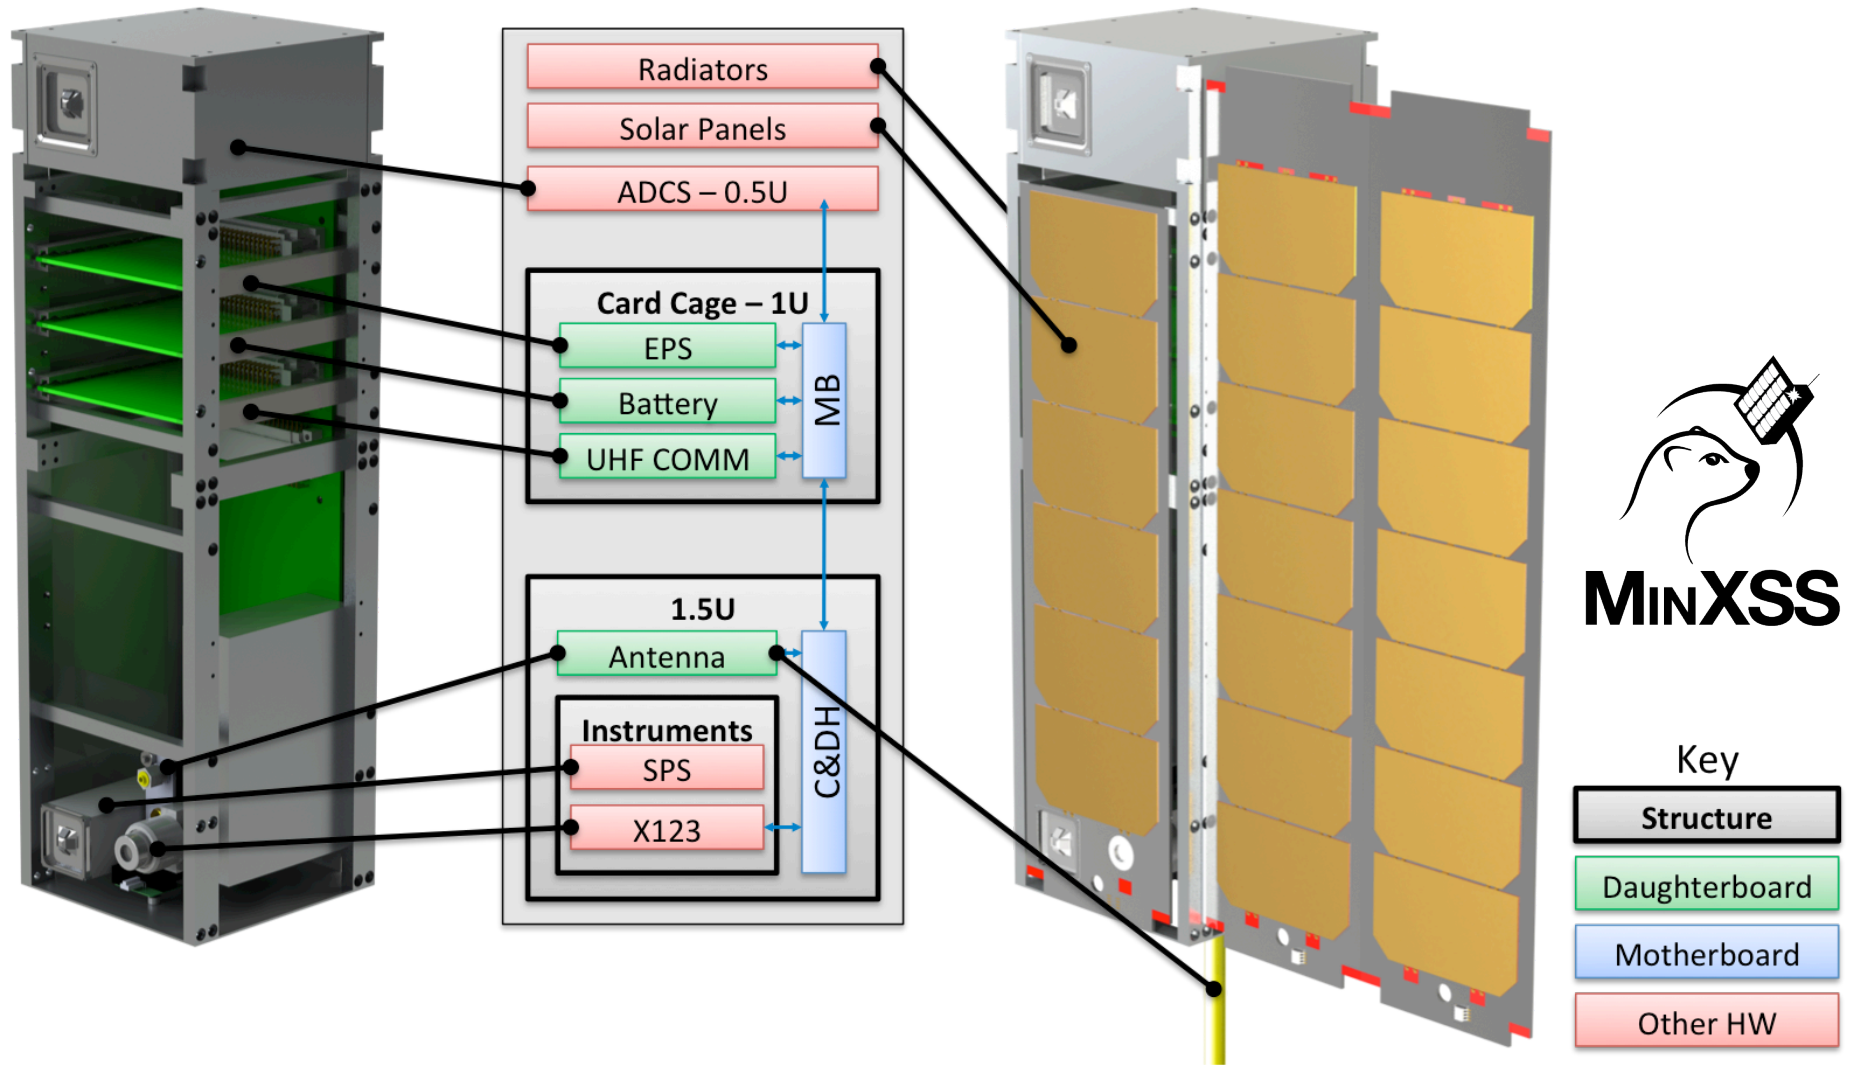 Radiators
Solar Panels
ADCS – 0.5U
Card Cage – 1U
EPS
Battery
UHF COMM
MB
1.5U
Antenna
Instruments
SPS
X123
C&DH
MINXSS
Key
Structure
Daughterboard
Motherboard
Other HW